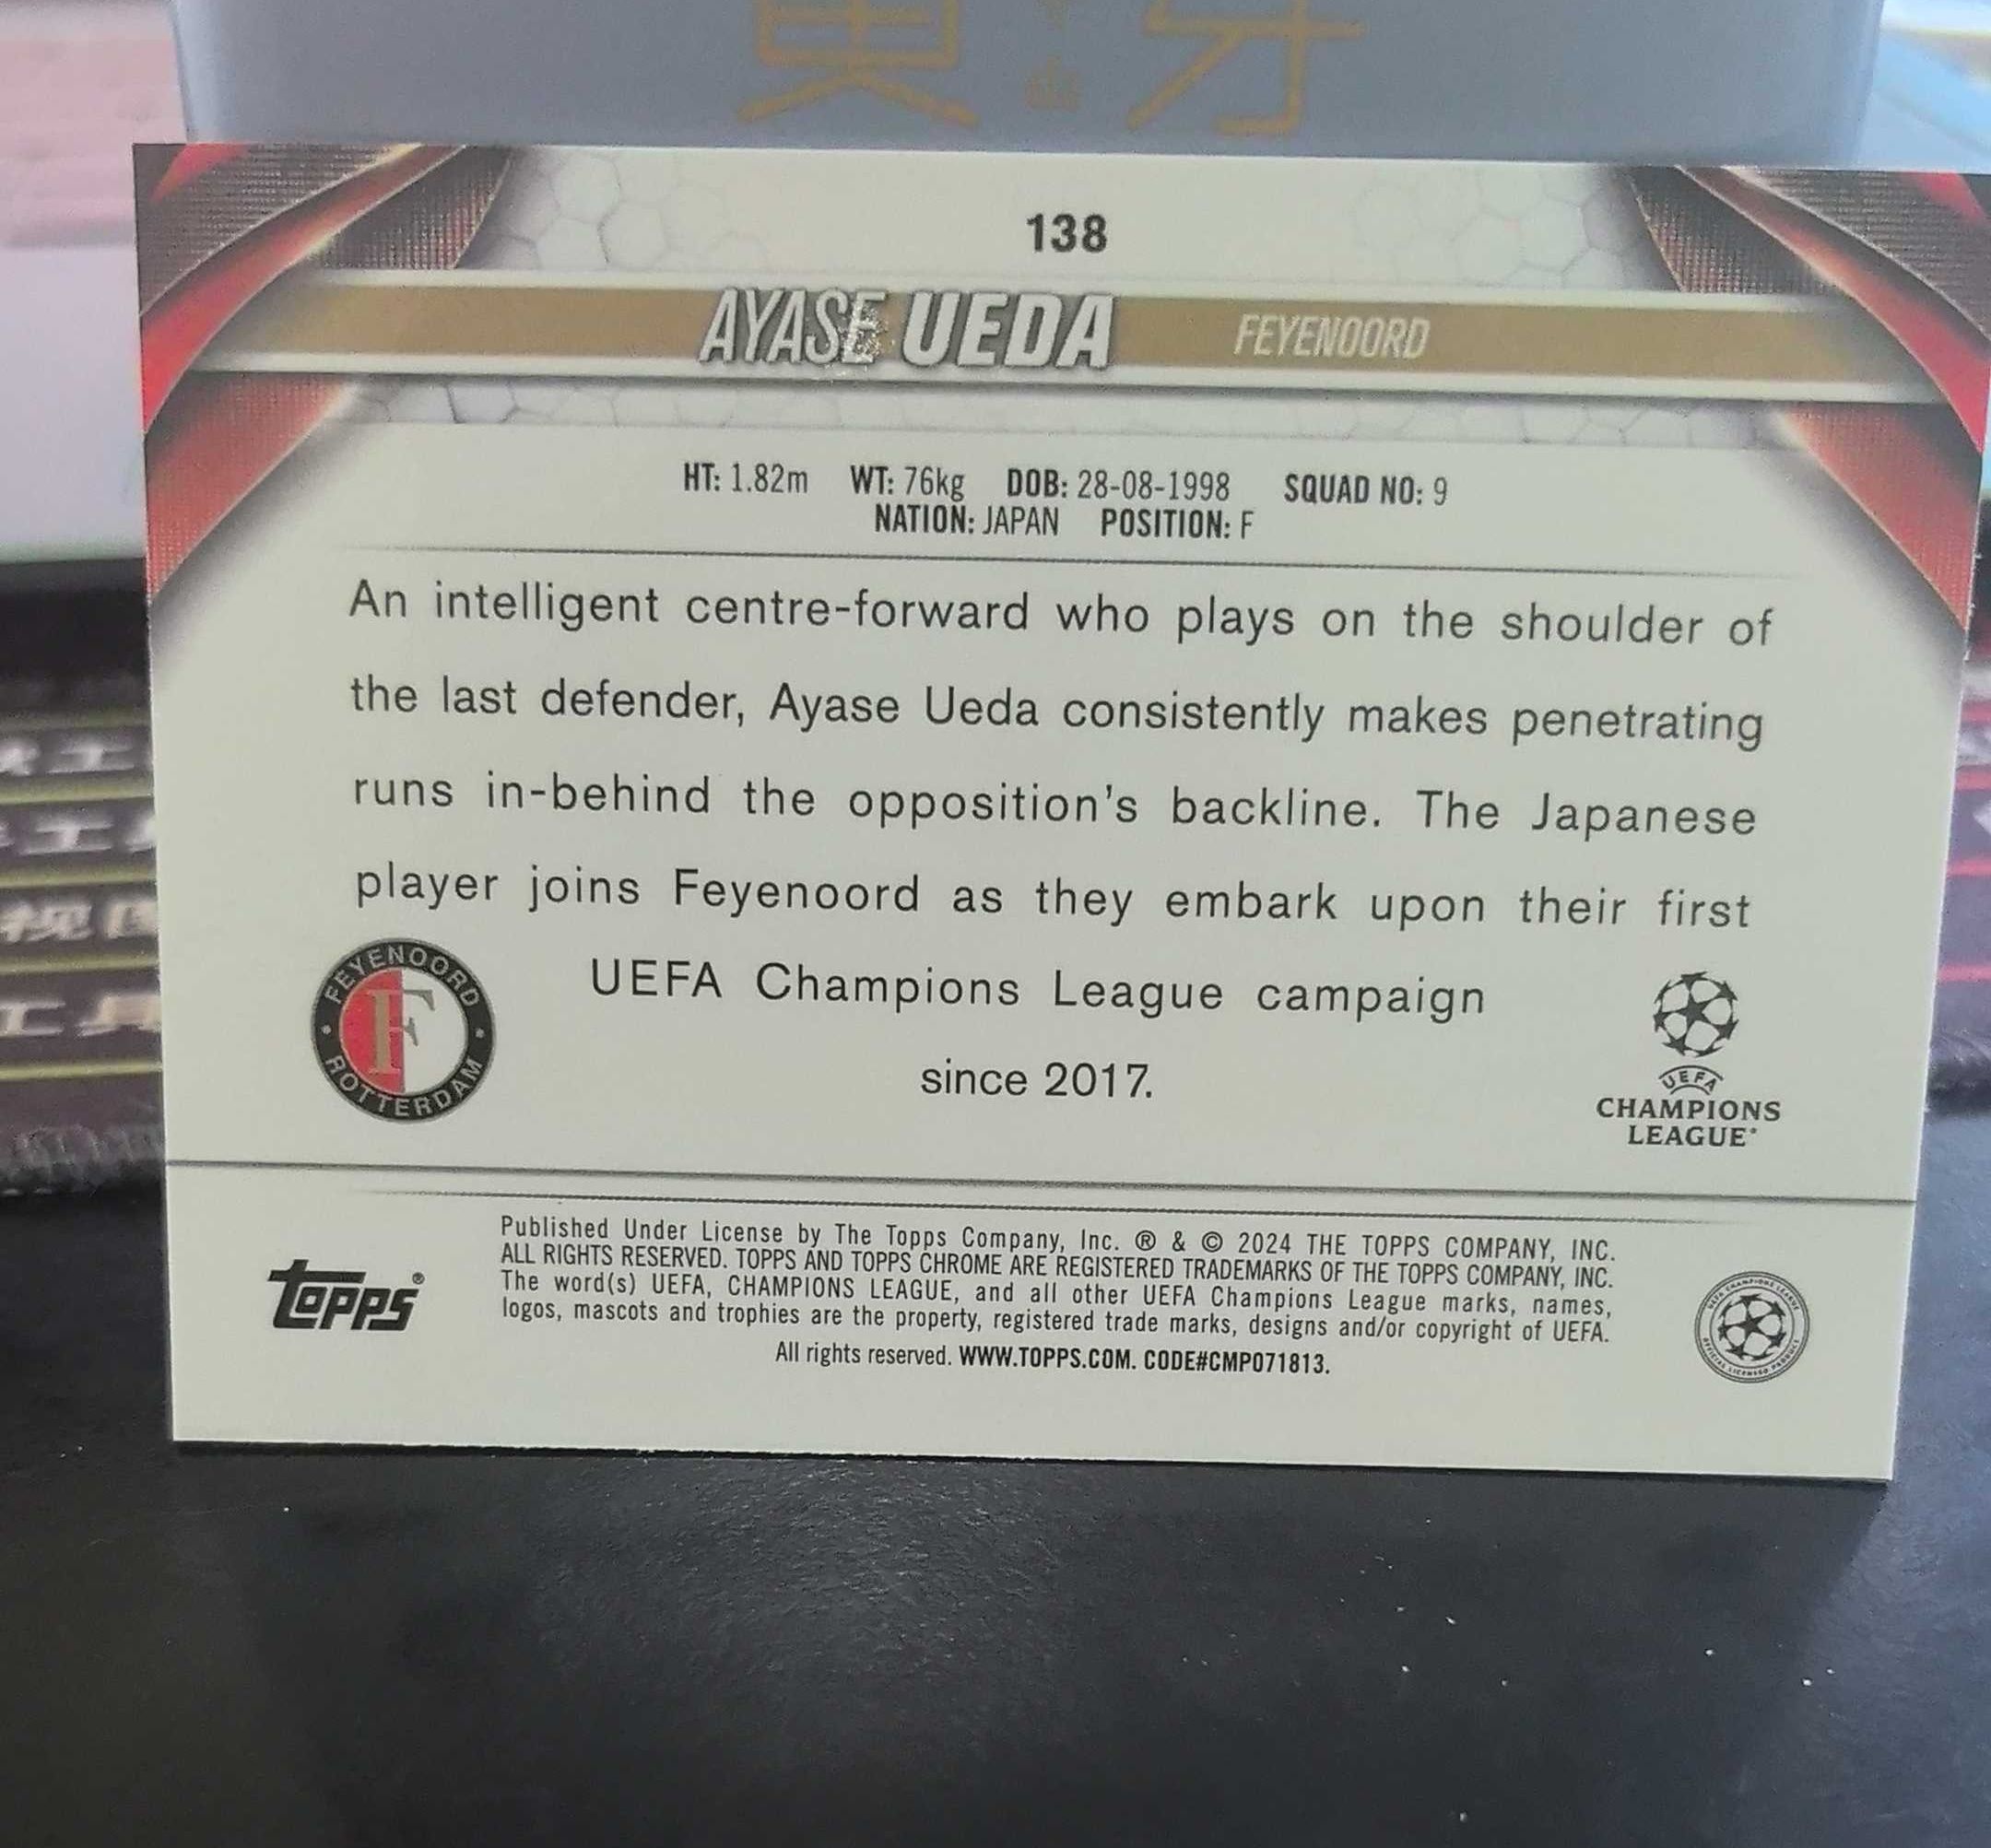 138
AYASE UEDA FEYENOORD
HT: 1.82m WT: 76kg DOB: 28-08-1998 SQUAD NO: 9
NATION: JAPAN POSITION: F
An intelligent centre-forward who plays on the shoulder of
the last defender, Ayase Ueda consistently makes penetrating
runs in-behind the opposition's backline. The Japanese
player joins Feyenoord as they embark upon their first
UEFA Champions League campaign
since 2017.
FEYENOORD
F
ROTTERDAM
UEFA
CHAMPIONS
LEAGUE®
topps®
Published Under License by The Topps Company, Inc. ® & © 2024 THE TOPPS COMPANY, INC.
ALL RIGHTS RESERVED. TOPPS AND TOPPS CHROME ARE REGISTERED TRADEMARKS OF THE TOPPS COMPANY, INC.
The word(s) UEFA, CHAMPIONS LEAGUE, and all other UEFA Champions League marks, names,
logos, mascots and trophies are the property, registered trade marks, designs and/or copyright of UEFA.
All rights reserved. WWW.TOPPS.COM. CODE#CMP071813.
UEFA CHAMPIONS LEAGUE
OFFICIAL LICENSED PRODUCT